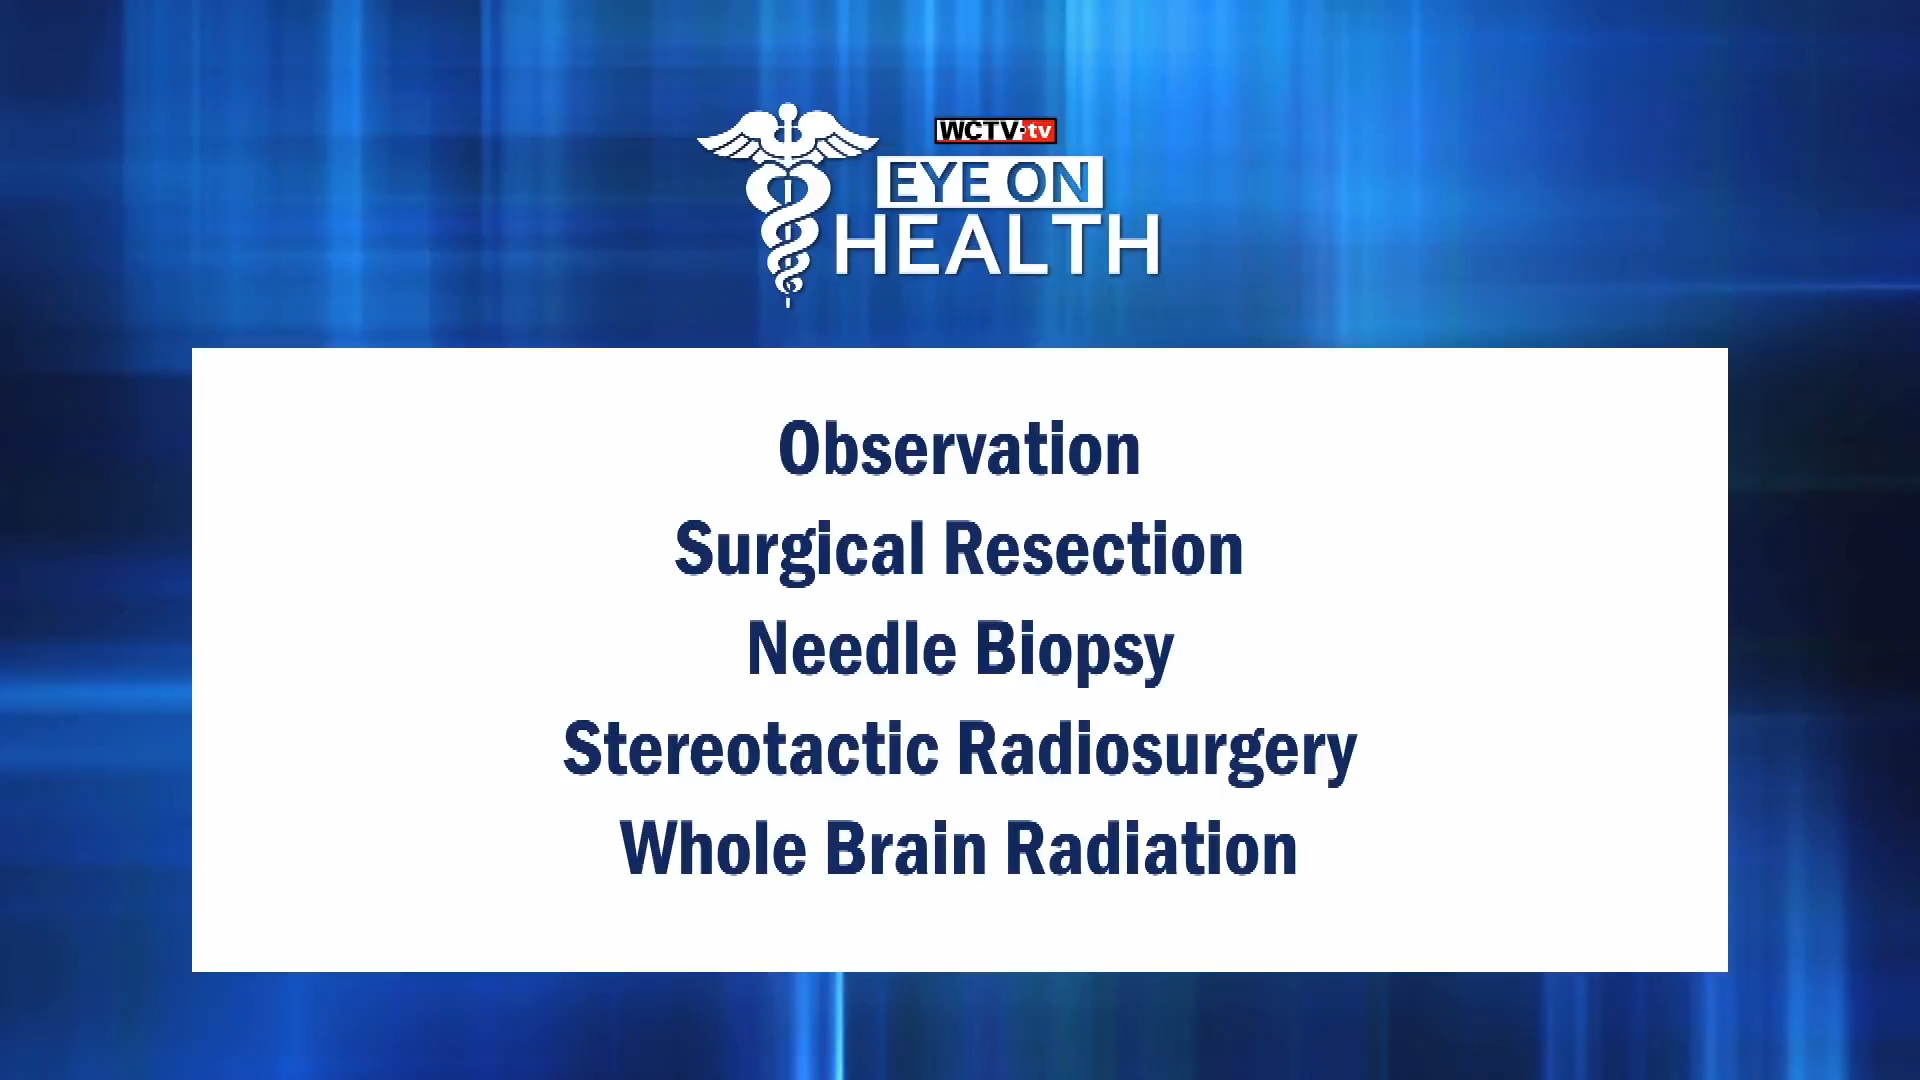 WCTV.tv
EYE ON
HEALTH
Observation
Surgical Resection
Needle Biopsy
Stereotactic Radiosurgery
Whole Brain Radiation